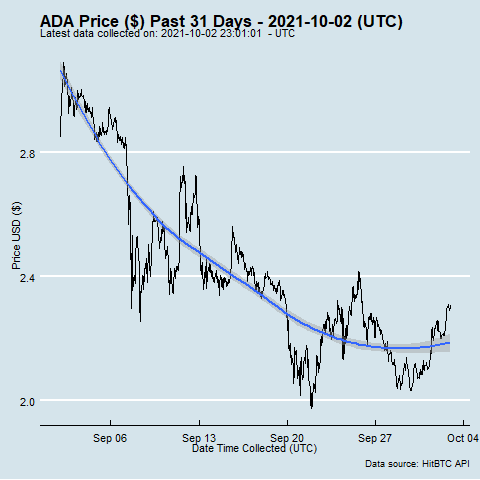 ADA Price ($) Past 31 Days - 2021-10-02 (UTC)
Latest data collected on: 2021-10-02 23:01:01 - UTC
Price USD ($)
2.8
2.4
2.0
Sep 06
Sep 13
Sep 20
Sep 27
Oct 04
Date Time Collected (UTC)
Data source: HitBTC API